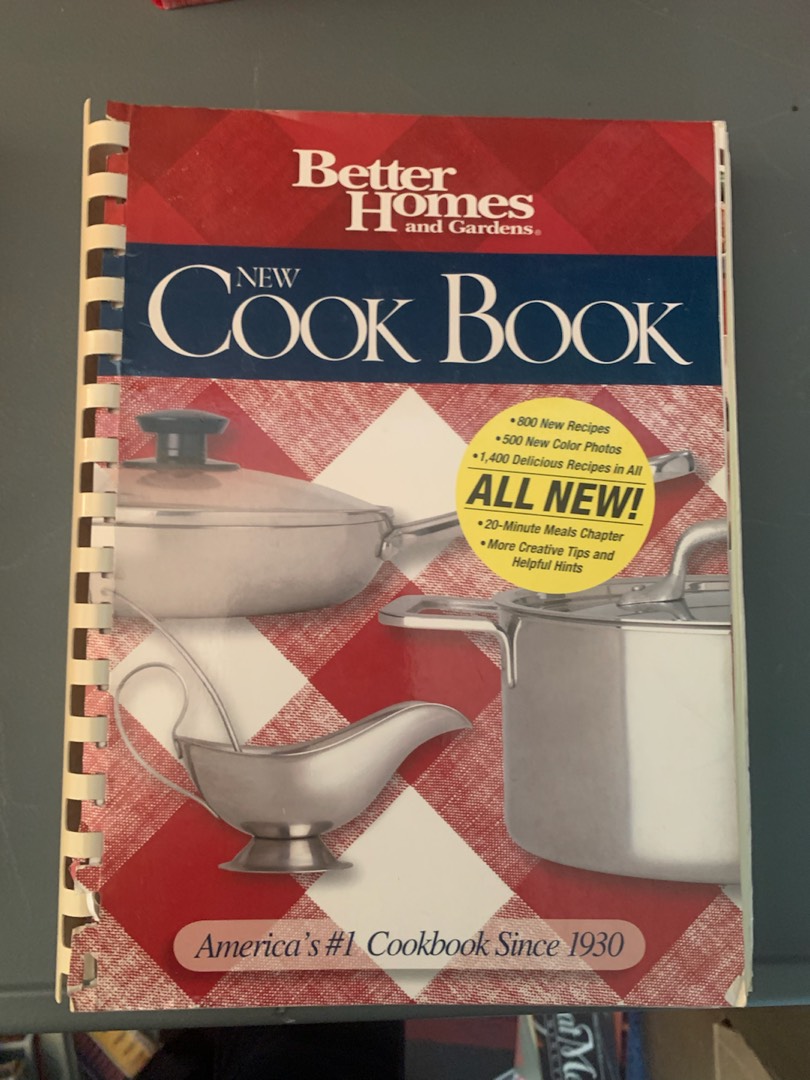 Better
Homes
and Gardens®
NEW
COOK BOOK
•800 New Recipes
•500 New Color Photos
•1,400 Delicious Recipes in All
ALL NEW!
•20-Minute Meals Chapter
•More Creative Tips and
Helpful Hints
America's #1 Cookbook Since 1930